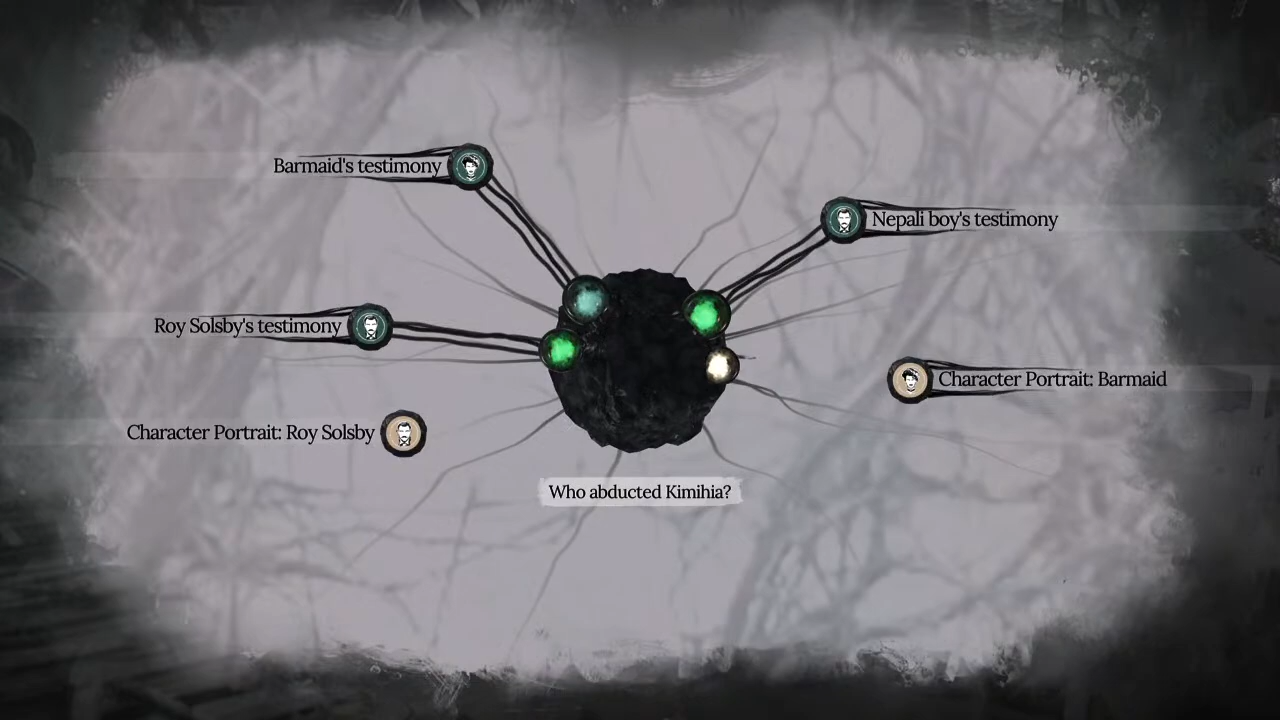 Barmaid's testimony
Nepali boy's testimony
Roy Solsby's testimony
Character Portrait: Barmaid
Character Portrait: Roy Solsby
Who abducted Kimihia?